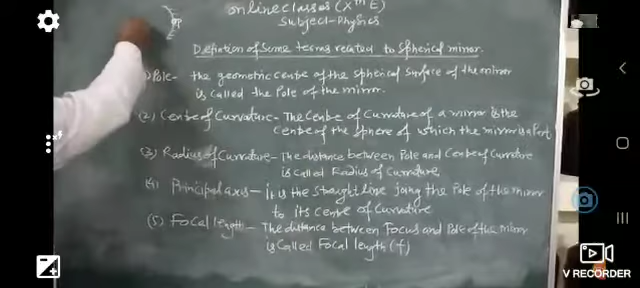 online classes (Xᵗʰ E)
Subject - Physics
Defination of Some terms related to Spherical mirror.
(1) Pole - the geometric centre of the spherical surface of the mirror
is called the Pole of the mirror.
(2) Centre of Curvature - The Centre of Curvature of a mirror is the
Centre of the sphere of which the mirror is a Part
(3) Radius of Curvature - The distance between Pole and Centre of Curvature
is called Radius of Curvature.
(4) Principal axis - it is the straight line joing the Pole of the mirror
to its centre of Curvature
(5) Focal length - The distance between Focus and Pole of the mirror
is Called Focal length (f)
V RECORDER